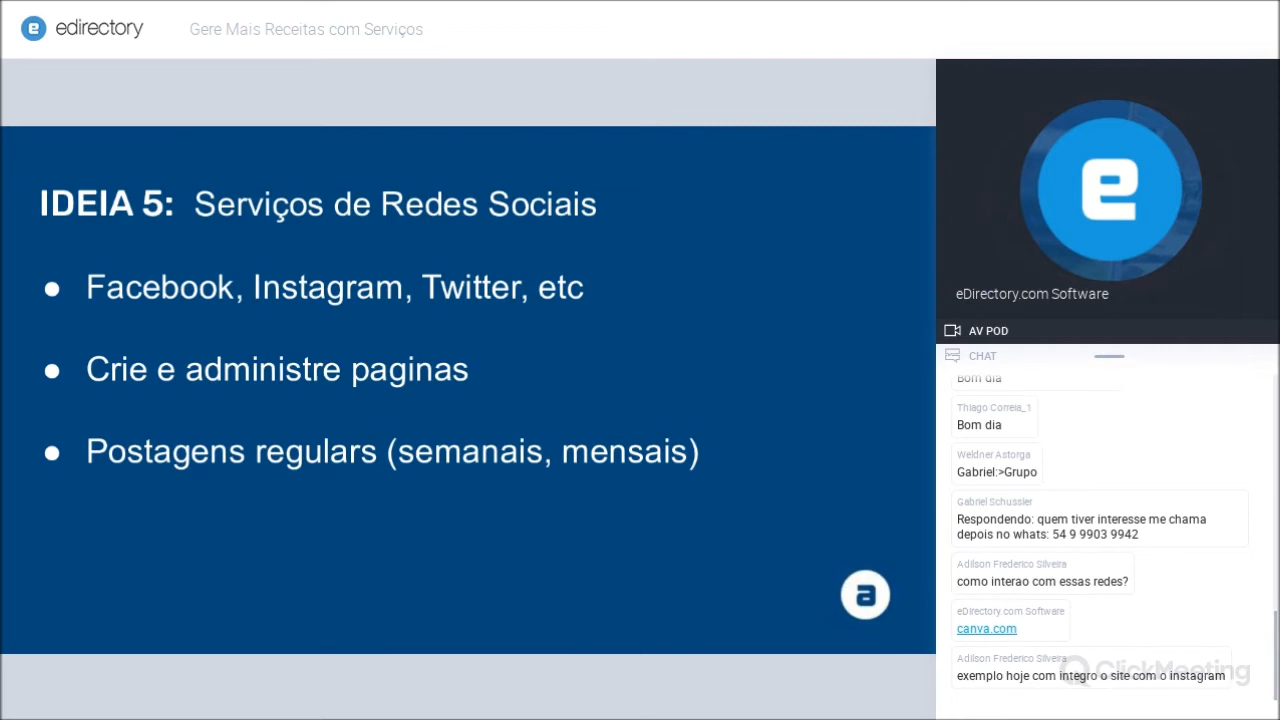 e edirectory
Gere Mais Receitas com Serviços
IDEIA 5: Serviços de Redes Sociais
● Facebook, Instagram, Twitter, etc
● Crie e administre paginas
● Postagens regulars (semanais, mensais)
a
e
eDirectory.com Software
AV POD
CHAT
Bom dia
Thiago Correia_1
Bom dia
Weldner Astorga
Gabriel:>Grupo
Gabriel Schussler
Respondendo: quem tiver interesse me chama
depois no whats: 54 9 9903 9942
Adilson Frederico Silveira
como interao com essas redes?
eDirectory.com Software
canva.com
Adilson Frederico Silveira
exemplo hoje com integro o site com o instagram
ClickMeeting